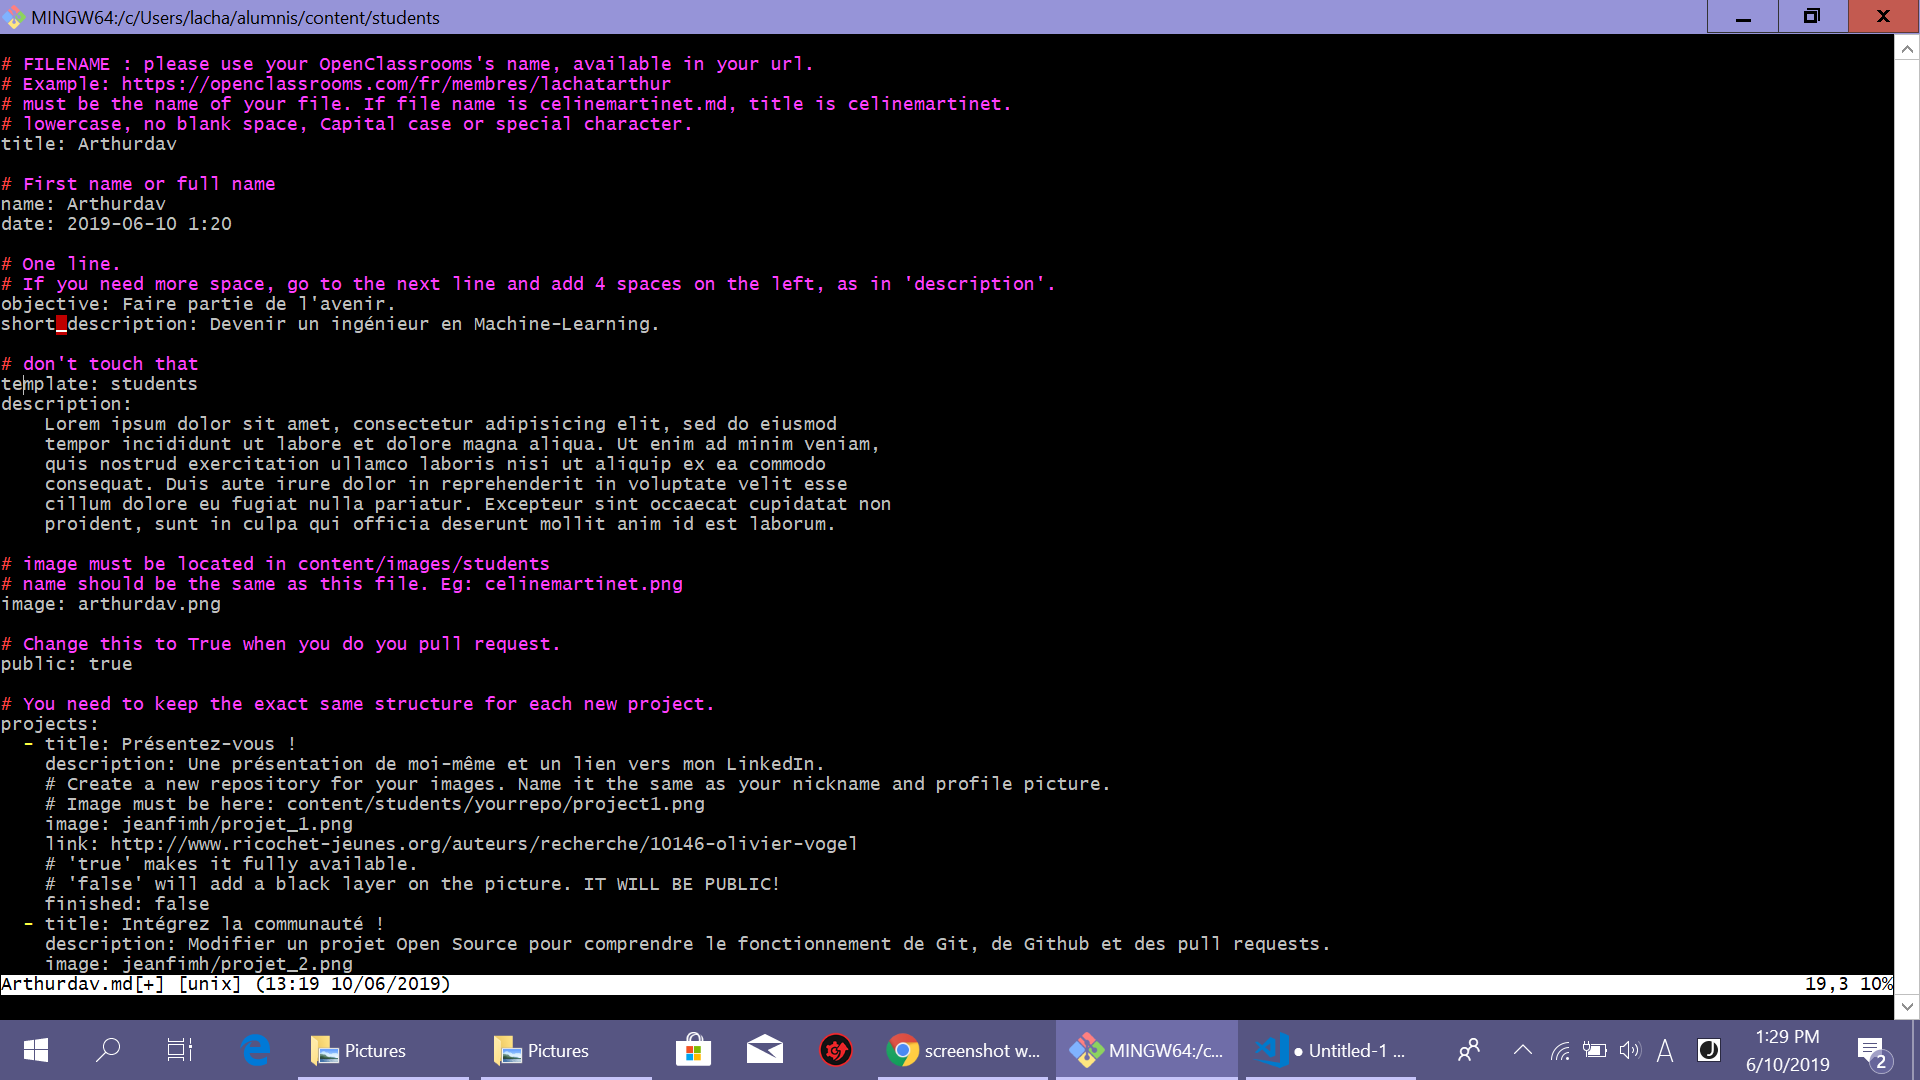 MINGW64:/c/Users/lacha/alumnis/content/students
# FILENAME : please use your OpenClassrooms's name, available in your url.
# Example: https://openclassrooms.com/fr/membres/lachatarthur
# must be the name of your file. If file name is celinemartinet.md, title is celinemartinet.
# lowercase, no blank space, Capital case or special character.
title: Arthurdav
# First name or full name
name: Arthurdav
date: 2019-06-10 1:20
# One line.
# If you need more space, go to the next line and add 4 spaces on the left, as in 'description'.
objective: Faire partie de l'avenir.
short_description: Devenir un ingénieur en Machine-Learning.
# don't touch that
template: students
description:
Lorem ipsum dolor sit amet, consectetur adipisicing elit, sed do eiusmod
tempor incididunt ut labore et dolore magna aliqua. Ut enim ad minim veniam,
quis nostrud exercitation ullamco laboris nisi ut aliquip ex ea commodo
consequat. Duis aute irure dolor in reprehenderit in voluptate velit esse
cillum dolore eu fugiat nulla pariatur. Excepteur sint occaecat cupidatat non
proident, sunt in culpa qui officia deserunt mollit anim id est laborum.
# image must be located in content/images/students
# name should be the same as this file. Eg: celinemartinet.png
image: arthurdav.png
# Change this to True when you do you pull request.
public: true
# You need to keep the exact same structure for each new project.
projects:
- title: Présentez-vous !
description: Une présentation de moi-même et un lien vers mon LinkedIn.
# Create a new repository for your images. Name it the same as your nickname and profile picture.
# Image must be here: content/students/yourrepo/project1.png
image: jeanfimh/projet_1.png
link: http://www.ricochet-jeunes.org/auteurs/recherche/10146-olivier-vogel
# 'true' makes it fully available.
# 'false' will add a black layer on the picture. IT WILL BE PUBLIC!
finished: false
- title: Intégrez la communauté !
description: Modifier un projet Open Source pour comprendre le fonctionnement de Git, de Github et des pull requests.
image: jeanfimh/projet_2.png
Arthurdav.md[+] [unix] (13:19 10/06/2019) 19,3 10%
Pictures
Pictures
screenshot w...
MINGW64:/c...
● Untitled-1 ...
A
J
1:29 PM
6/10/2019
2